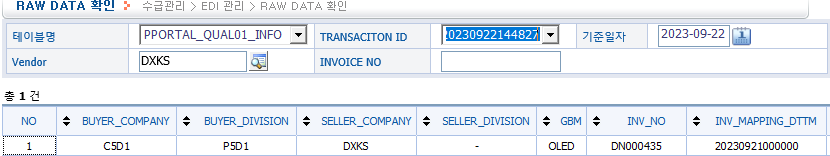 RAW DATA 확인 수급관리 > EDI 관리 > RAW DATA 확인
테이블명 PPORTAL_QUAL01_INFO TRANSACITON ID 20230922144827 기준일자 2023-09-22
Vendor DXKS INVOICE NO
총 1 건
NO BUYER_COMPANY BUYER_DIVISION SELLER_COMPANY SELLER_DIVISION GBM INV_NO INV_MAPPING_DTTM
1 C5D1 P5D1 DXKS - OLED DN000435 20230921000000